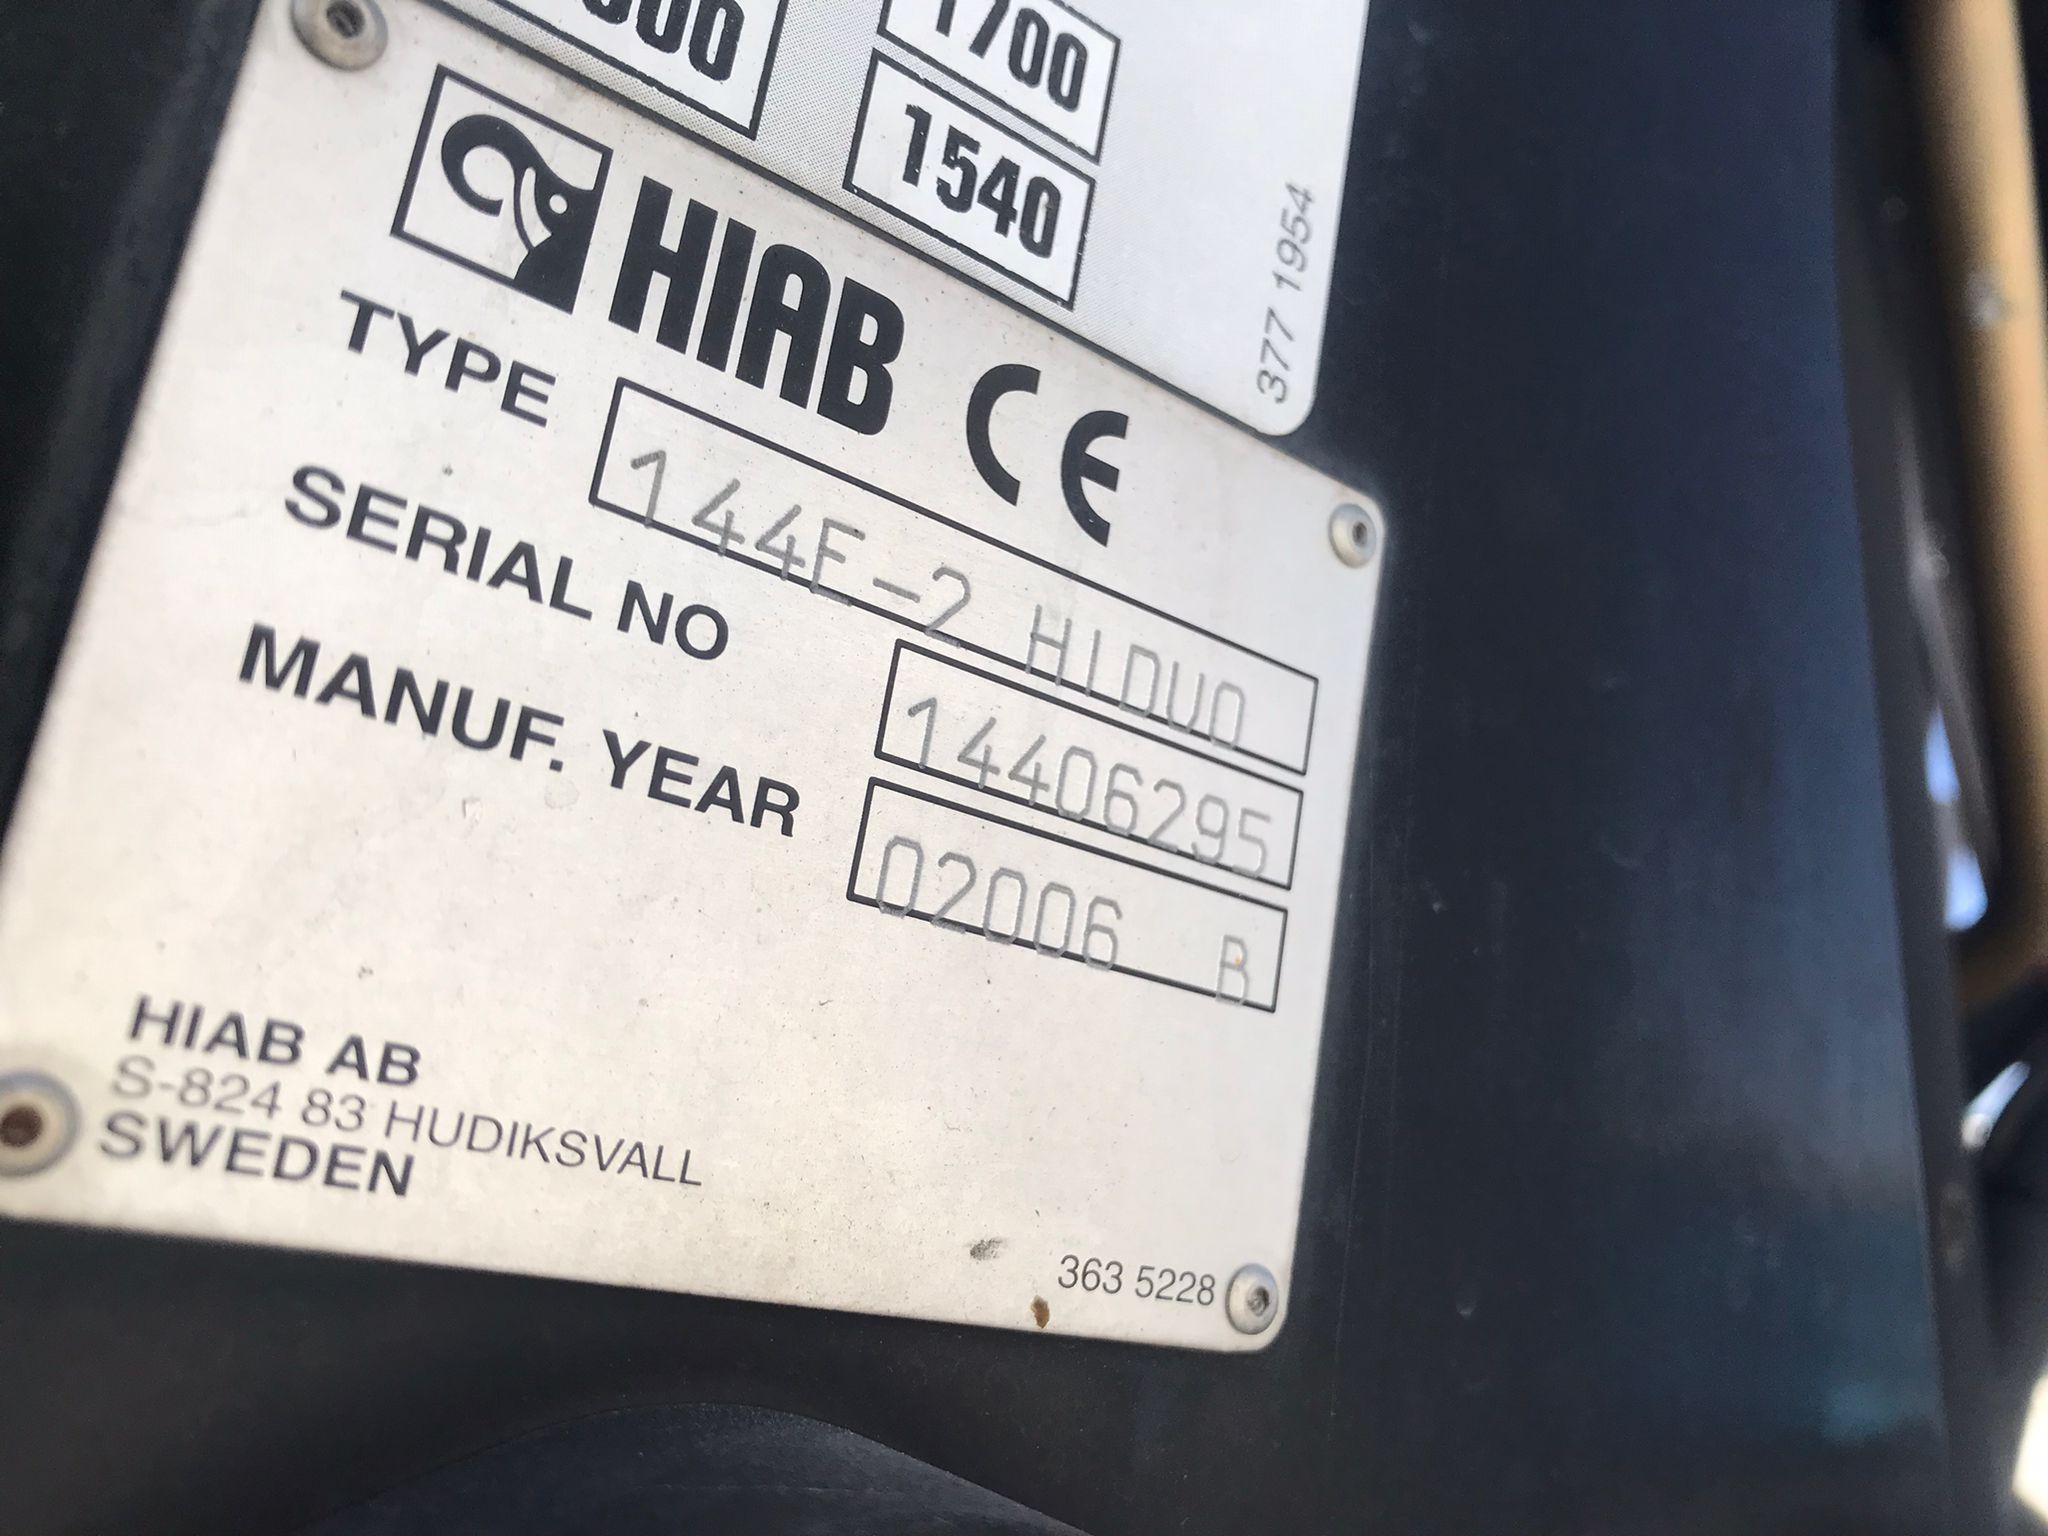 1700
1540
377 1954
HIAB CE
TYPE 144E-2 HIDUO
SERIAL NO 14406295
MANUF. YEAR 02006 B
HIAB AB
S-824 83 HUDIKSVALL
SWEDEN
363 5228